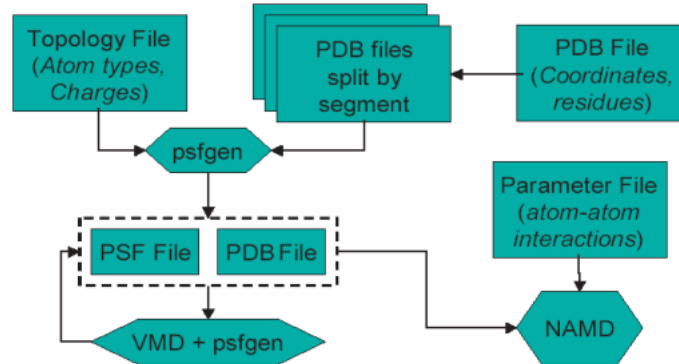 Topology File
(Atom types,
Charges)
PDB files
split by
segment
PDB File
(Coordinates,
residues)
psfgen
Parameter File
(atom-atom
interactions)
PSF File
PDB File
VMD + psfgen
NAMD